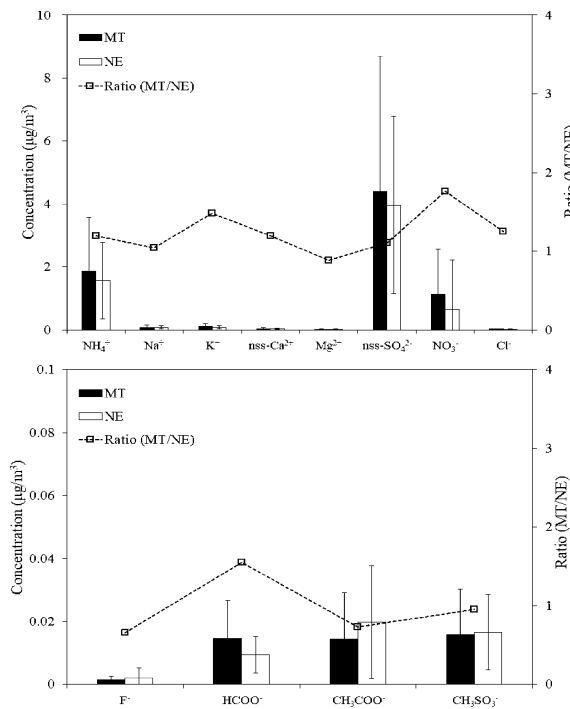 10
4
MT
NE
Ratio (MT/NE)
8
3
6
2
4
1
2
0
0
Concentration (μg/m³)
Ratio (MT/NE)
NH₄⁺ Na⁺ K⁺ nss-Ca²⁺ Mg²⁺ nss-SO₄²⁻ NO₃⁻ Cl⁻
0.1
4
MT
NE
Ratio (MT/NE)
0.08
3
0.06
2
0.04
1
0.02
0
0
Concentration (μg/m³)
Ratio (MT/NE)
F⁻ HCOO⁻ CH₃COO⁻ CH₃SO₃⁻